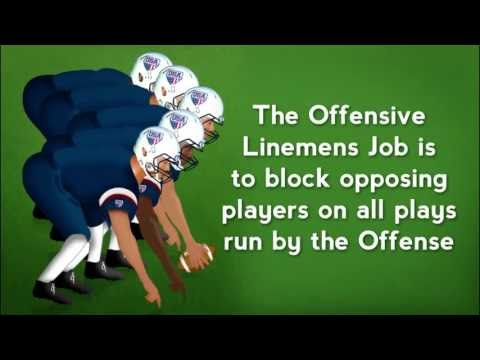 The Offensive
Linemens Job is
to block opposing
players on all plays
run by the Offense